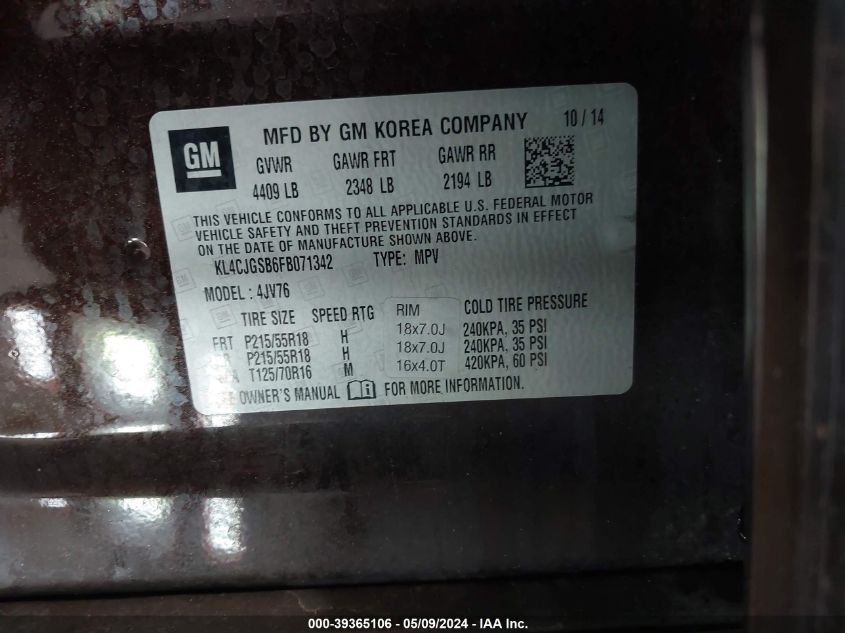 GM
MFD BY GM KOREA COMPANY 10 / 14
GVWR GAWR FRT GAWR RR
4409 LB 2348 LB 2194 LB
THIS VEHICLE CONFORMS TO ALL APPLICABLE U.S. FEDERAL MOTOR
VEHICLE SAFETY AND THEFT PREVENTION STANDARDS IN EFFECT
ON THE DATE OF MANUFACTURE SHOWN ABOVE.
KL4CJGSB6FB071342 TYPE: MPV
MODEL : 4JV76
TIRE SIZE SPEED RTG RIM COLD TIRE PRESSURE
FRT P215/55R18 H 18x7.0J 240KPA, 35 PSI
P215/55R18 H 18x7.0J 240KPA, 35 PSI
T125/70R16 M 16x4.0T 420KPA, 60 PSI
OWNER'S MANUAL FOR MORE INFORMATION.
000-39365106 - 05/09/2024 - IAA Inc.